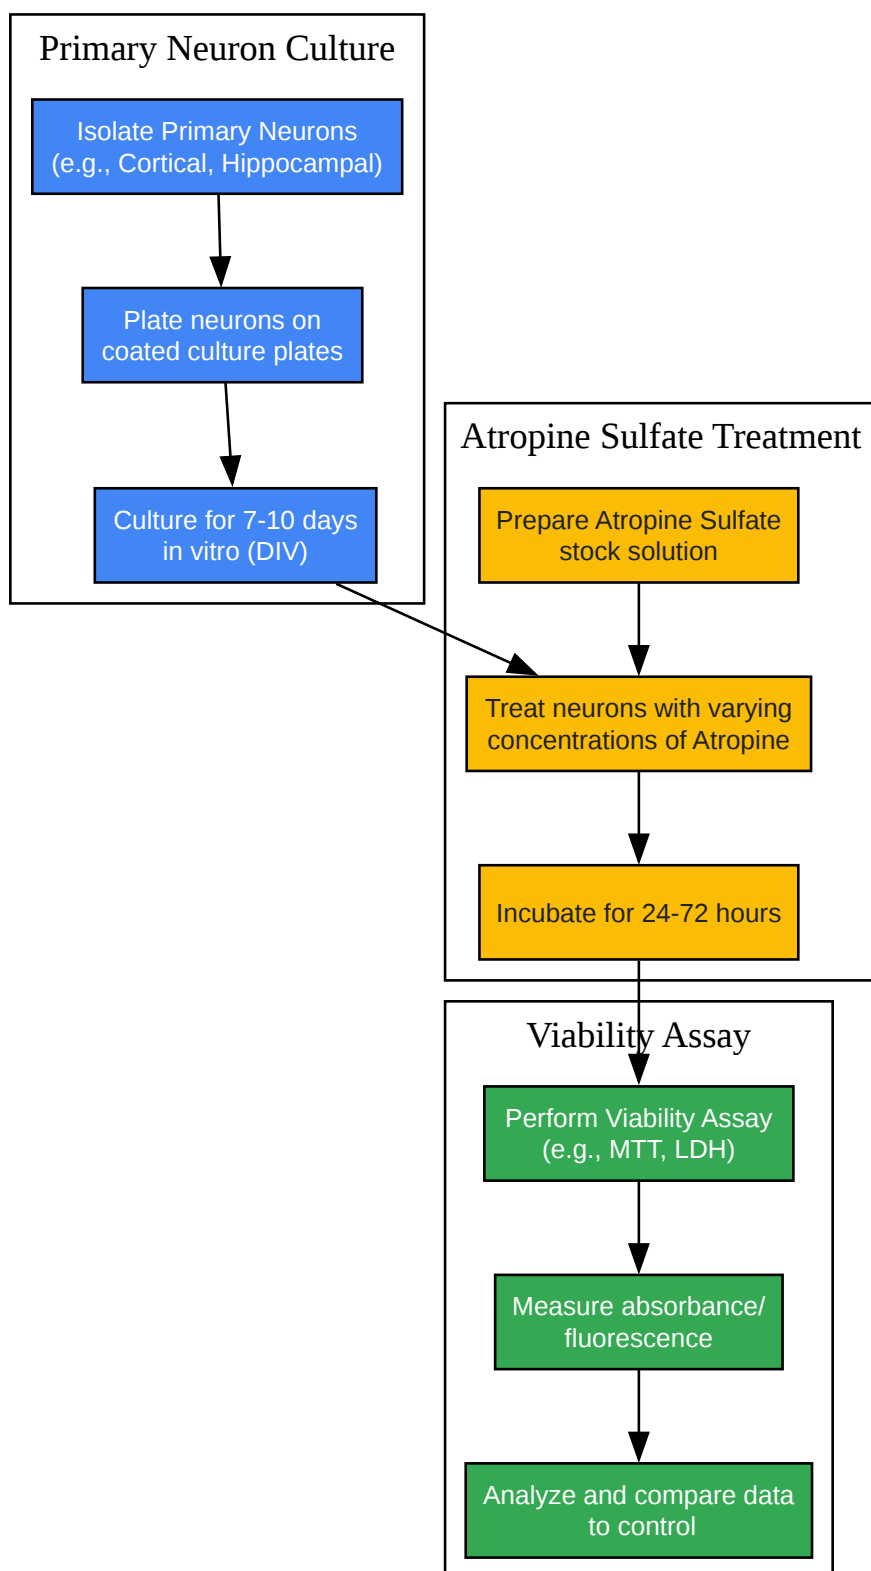 Primary Neuron Culture
Isolate Primary Neurons
(e.g., Cortical, Hippocampal)
Plate neurons on
coated culture plates
Culture for 7-10 days
in vitro (DIV)
Atropine Sulfate Treatment
Prepare Atropine Sulfate
stock solution
Treat neurons with varying
concentrations of Atropine
Incubate for 24-72 hours
Viability Assay
Perform Viability Assay
(e.g., MTT, LDH)
Measure absorbance/
fluorescence
Analyze and compare data
to control